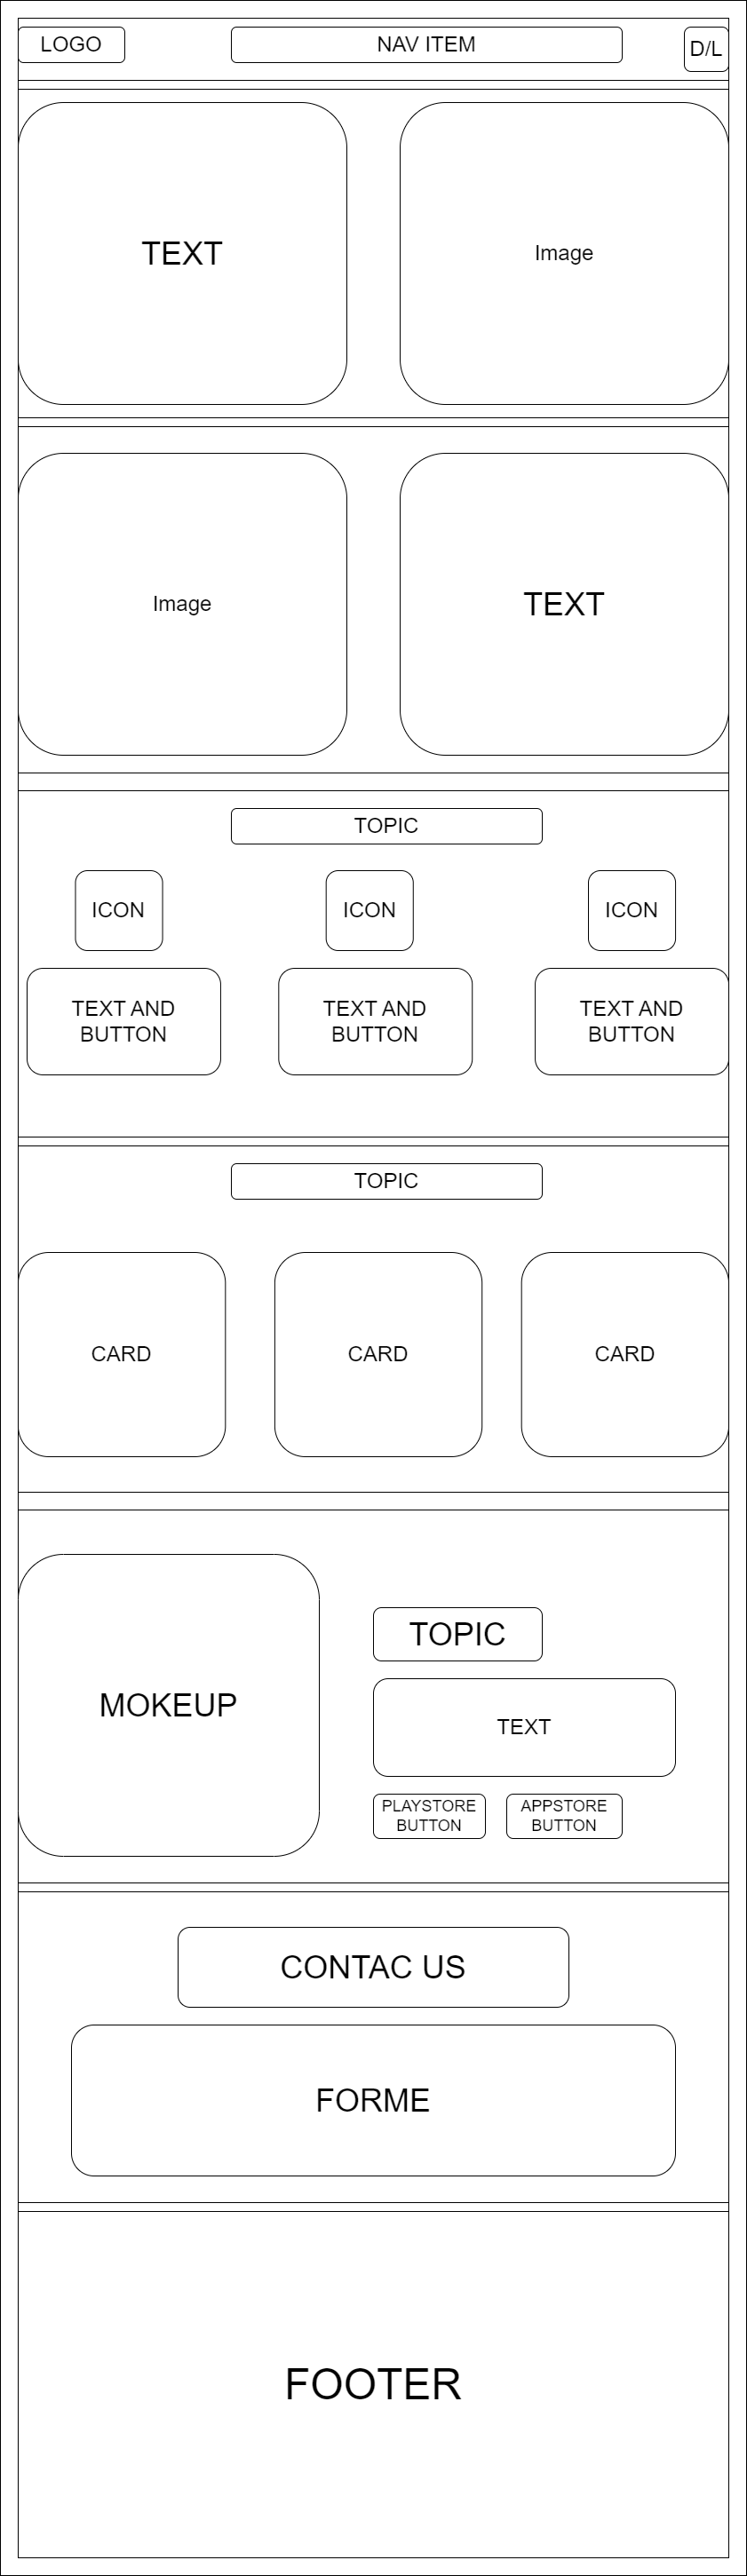 LOGO
NAV ITEM
D/L
TEXT
Image
Image
TEXT
TOPIC
ICON
ICON
ICON
TEXT AND
BUTTON
TEXT AND
BUTTON
TEXT AND
BUTTON
TOPIC
CARD
CARD
CARD
MOKEUP
TOPIC
TEXT
PLAYSTORE
BUTTON
APPSTORE
BUTTON
CONTAC US
FORME
FOOTER